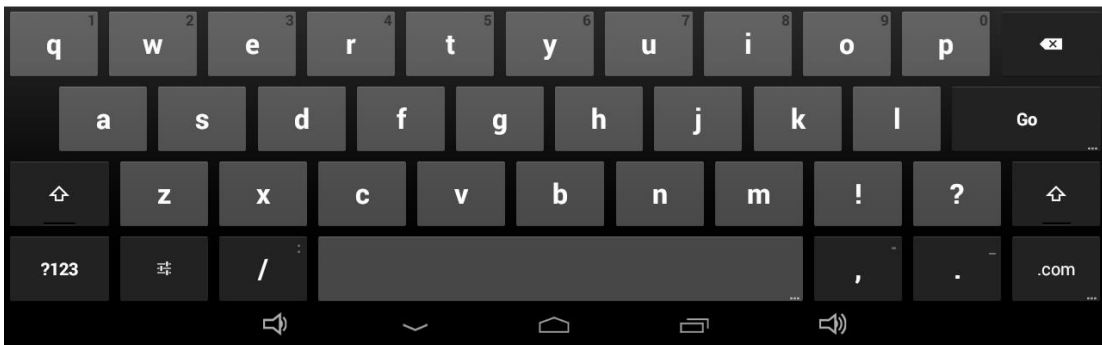 q 1 w 2 e 3 r 4 t 5 y 6 u 7 i 8 o 9 p 0
a s d f g h j k l Go ...
z x c v b n m ! ?
?123 / : ... , - . _ .com ...